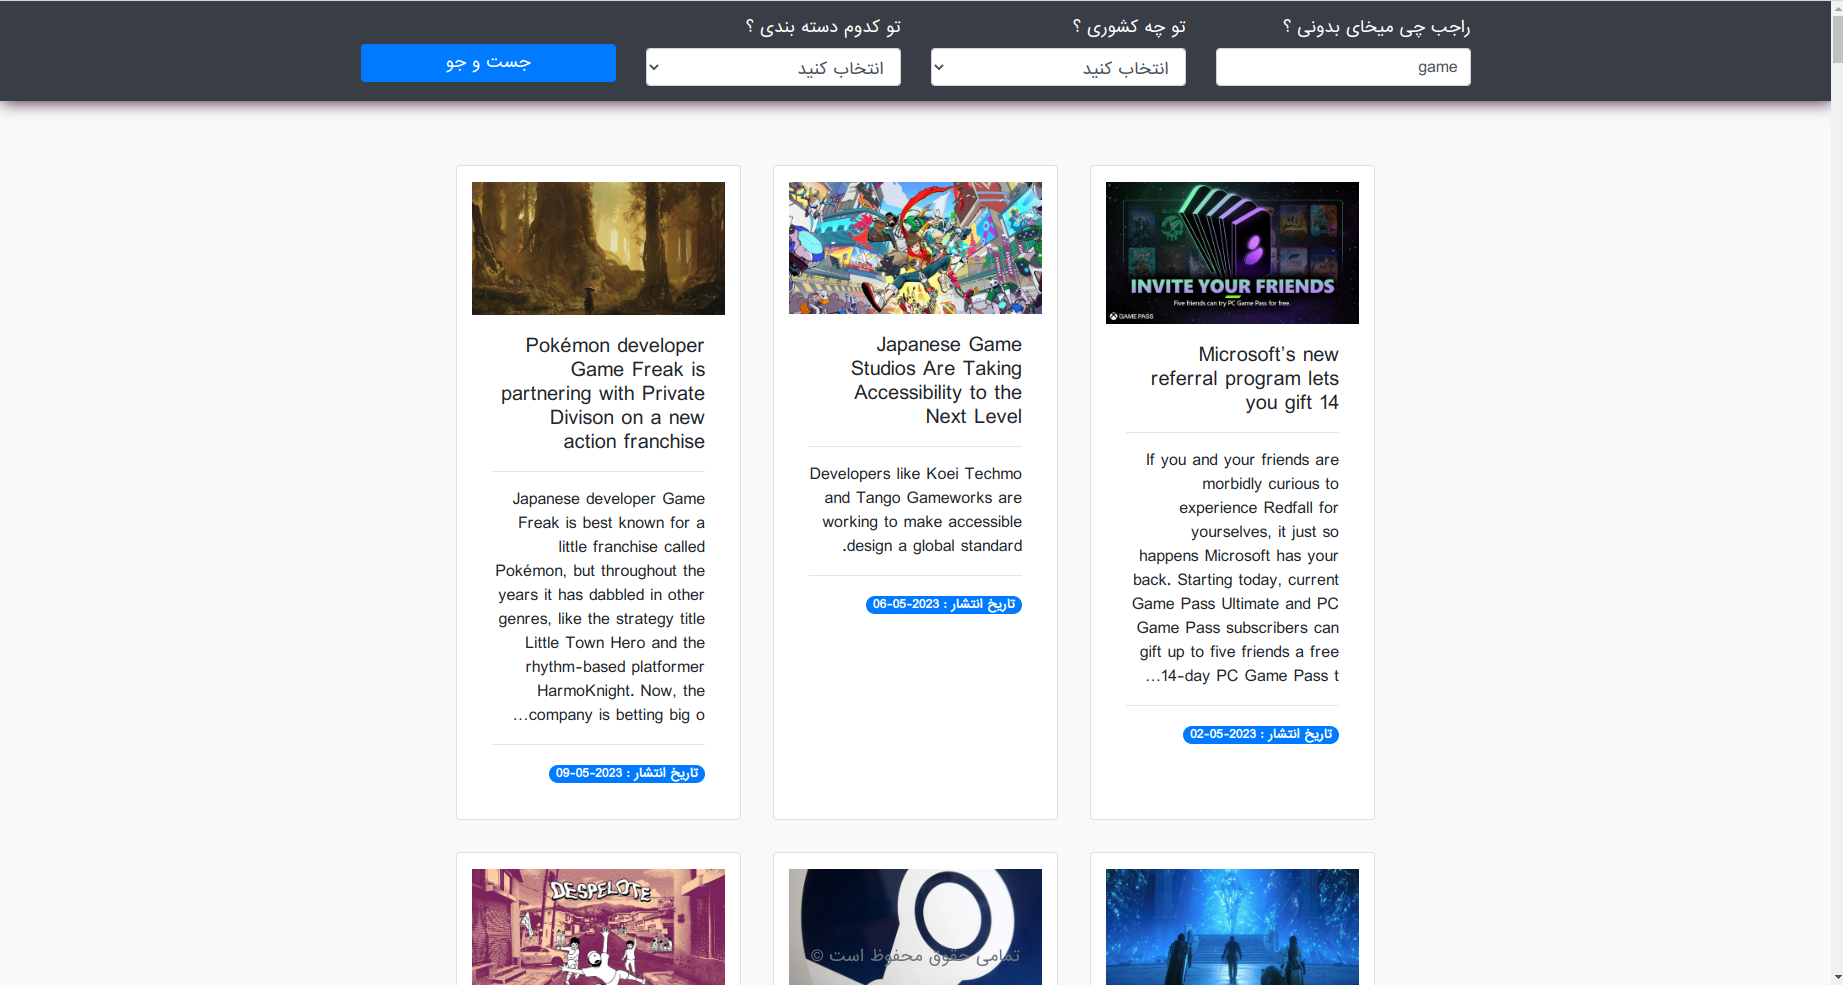 راجب چی میخای بدونی ؟
game
تو چه کشوری ؟
انتخاب کنید
تو کدوم دسته بندی ؟
انتخاب کنید
جست و جو
INVITE YOUR FRIENDS
Five friends can try PC Game Pass for free.
GAME PASS
Microsoft's new
referral program lets
you gift 14
If you and your friends are
morbidly curious to
experience Redfall for
yourselves, it just so
happens Microsoft has your
back. Starting today, current
Game Pass Ultimate and PC
Game Pass subscribers can
gift up to five friends a free
...14-day PC Game Pass t
تاریخ انتشار : 2023-05-02
Japanese Game
Studios Are Taking
Accessibility to the
Next Level
Developers like Koei Techmo
and Tango Gameworks are
working to make accessible
.design a global standard
تاریخ انتشار : 2023-05-06
Pokémon developer
Game Freak is
partnering with Private
Divison on a new
action franchise
Japanese developer Game
Freak is best known for a
little franchise called
Pokémon, but throughout the
years it has dabbled in other
genres, like the strategy title
Little Town Hero and the
rhythm-based platformer
HarmoKnight. Now, the
...company is betting big o
تاریخ انتشار : 2023-05-09
DESPELOTE
تمامی حقوق محفوظ است ©